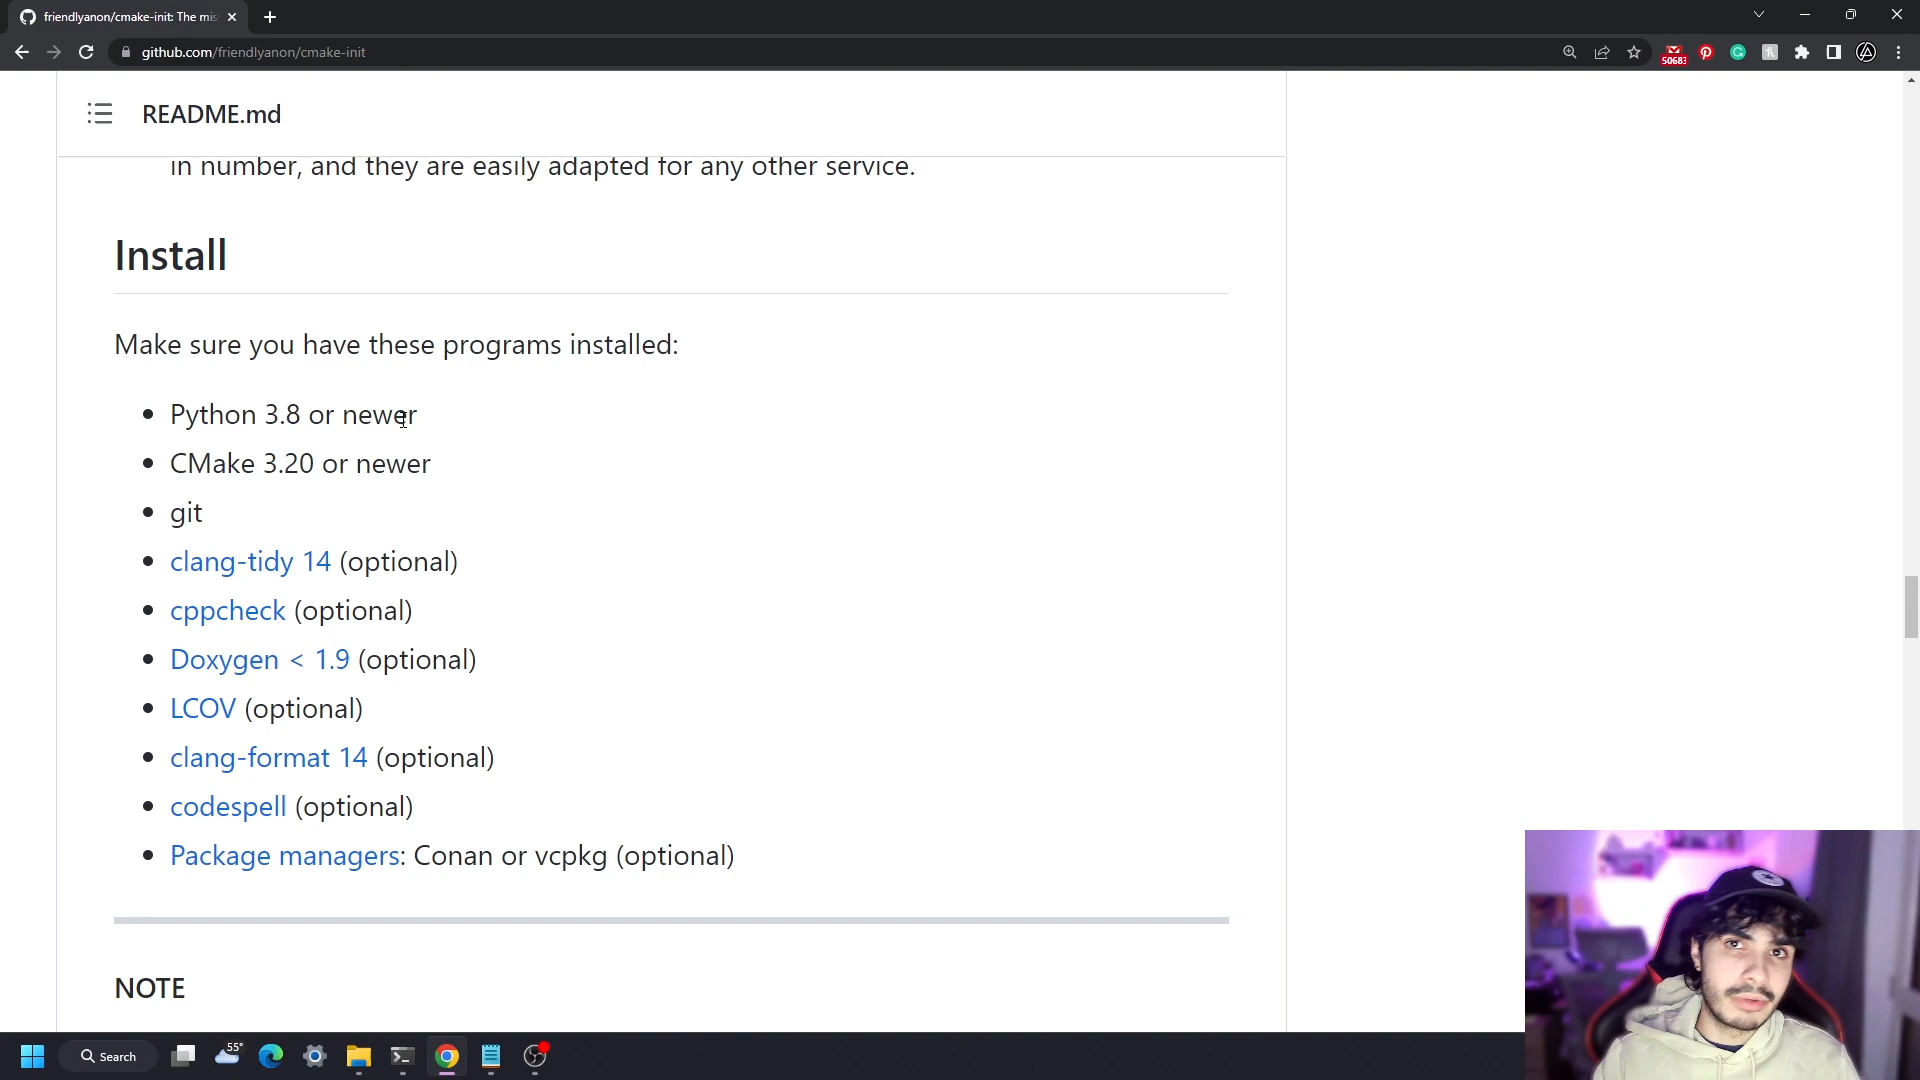 friendlyanon/cmake-init: The mis
github.com/friendlyanon/cmake-init
50683
README.md
in number, and they are easily adapted for any other service.
Install
Make sure you have these programs installed:
Python 3.8 or newer
CMake 3.20 or newer
git
clang-tidy 14 (optional)
cppcheck (optional)
Doxygen < 1.9 (optional)
LCOV (optional)
clang-format 14 (optional)
codespell (optional)
Package managers: Conan or vcpkg (optional)
NOTE
Search
55°